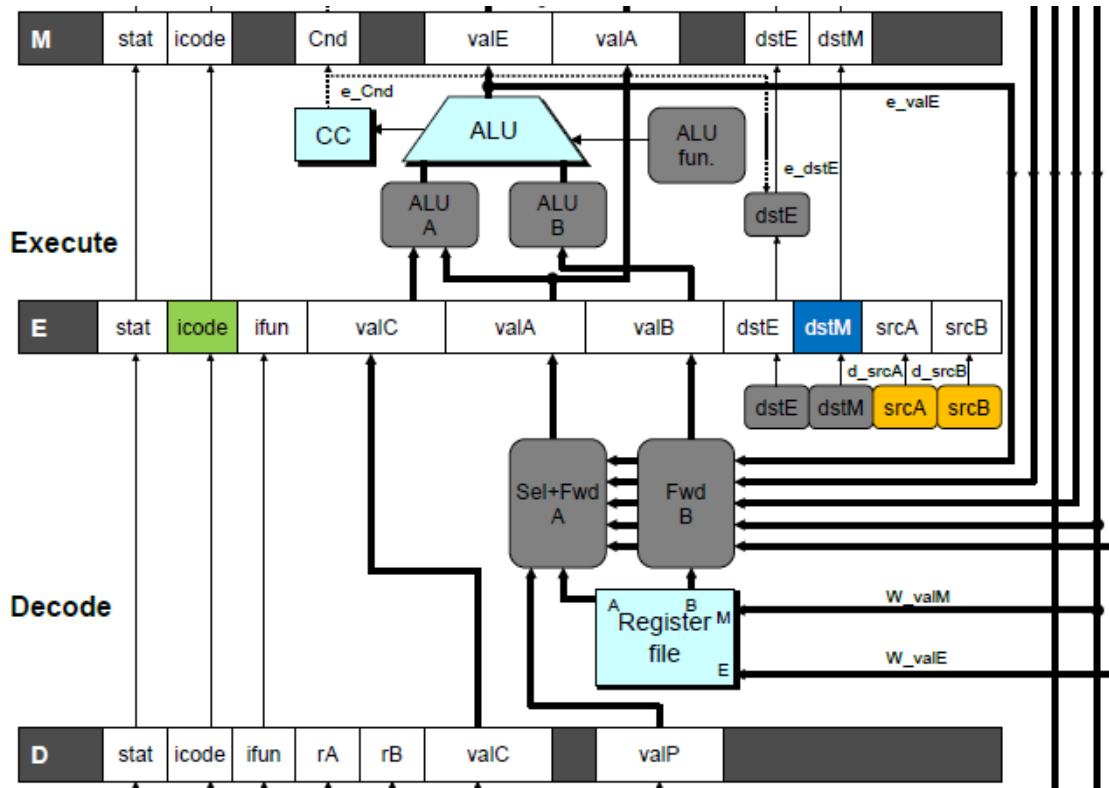 M stat icode Cnd valE valA dstE dstM
e_Cnd
e_valE
CC
ALU
ALU
fun.
e_dstE
ALU
A
ALU
B
dstE
Execute
E stat icode ifun valC valA valB dstE dstM srcA srcB
d_srcA d_srcB
dstE dstM srcA srcB
Sel+Fwd
A
Fwd
B
Decode
A B
Register M
file
E
W_valM
W_valE
D stat icode ifun rA rB valC valP